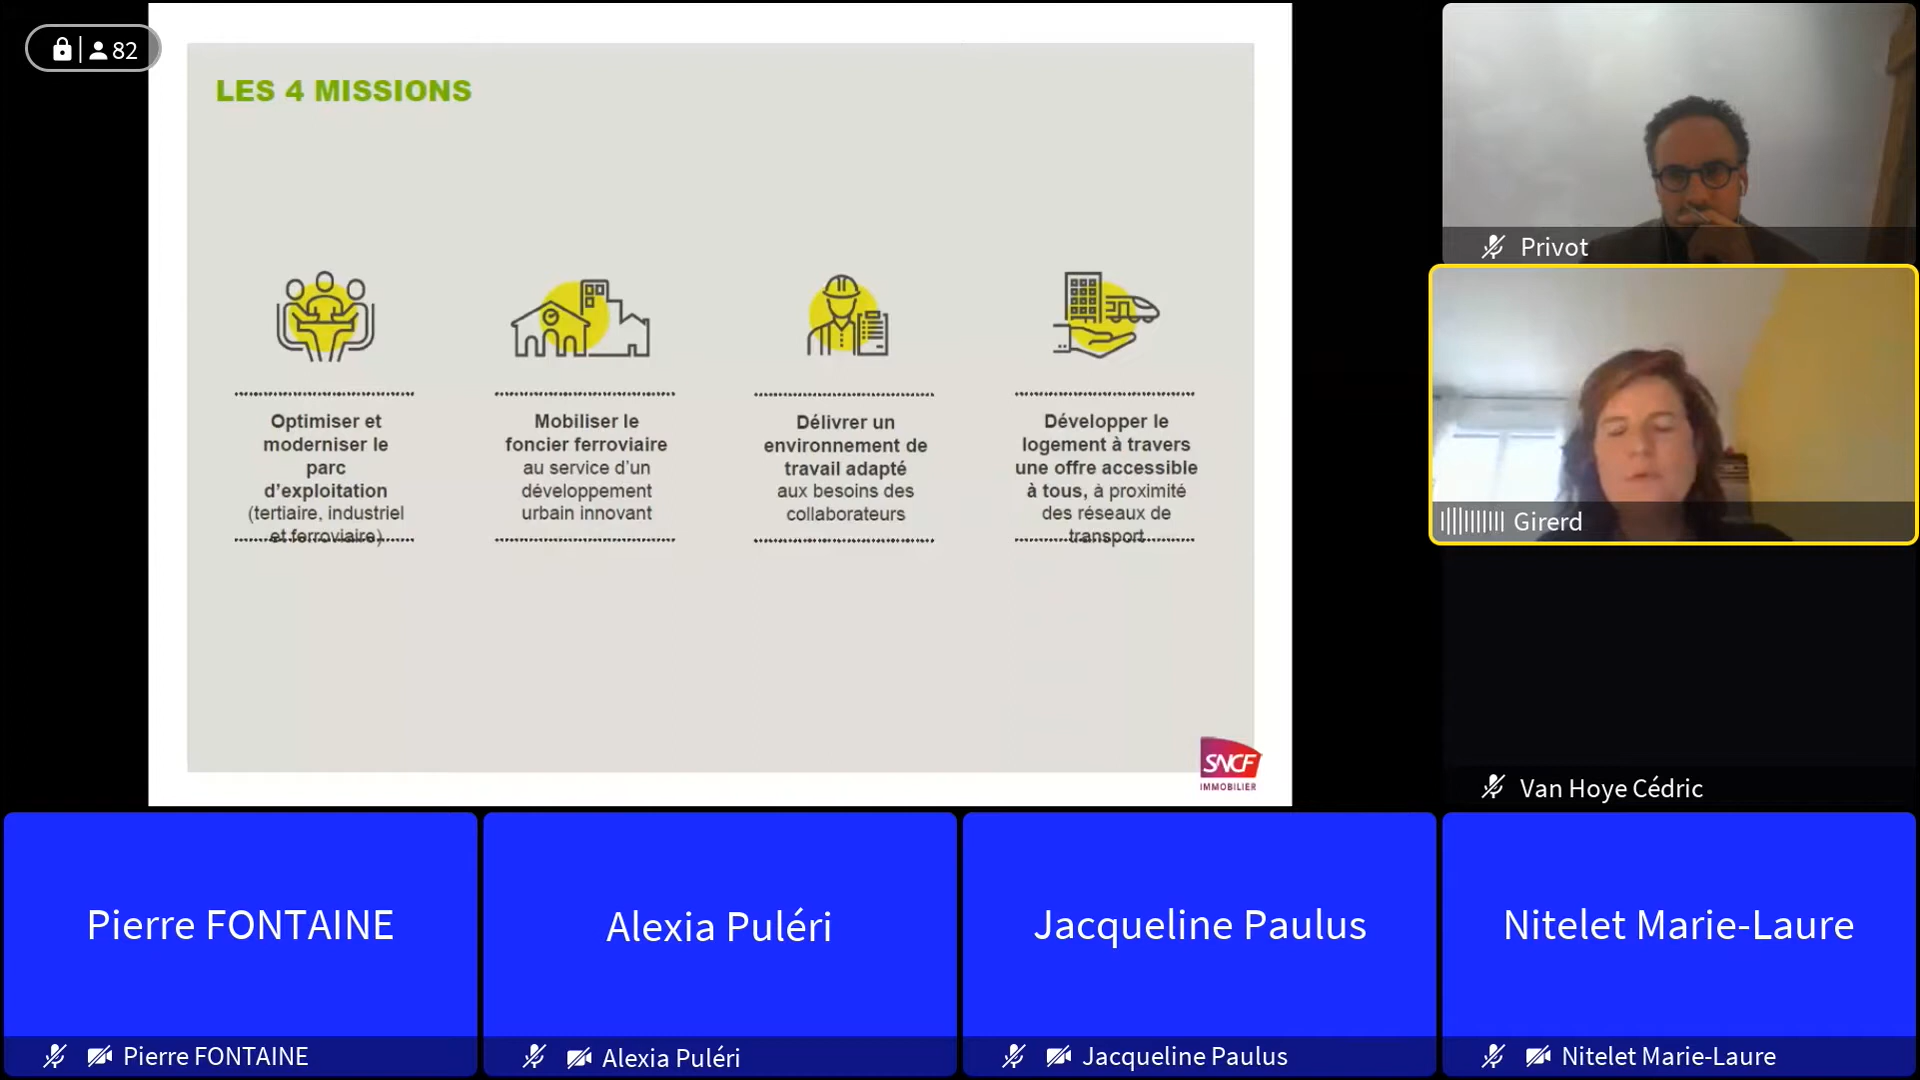 82
LES 4 MISSIONS
Optimiser et
moderniser le
parc
d'exploitation
(tertiaire, industriel
et ferroviaire)
Mobiliser le
foncier ferroviaire
au service d'un
développement
urbain innovant
Délivrer un
environnement de
travail adapté
aux besoins des
collaborateurs
Développer le
logement à travers
une offre accessible
à tous, à proximité
des réseaux de
transport
SNCF
IMMOBILIER
Privot
Girerd
Van Hoye Cédric
Pierre FONTAINE
Pierre FONTAINE
Alexia Puléri
Alexia Puléri
Jacqueline Paulus
Jacqueline Paulus
Nitelet Marie-Laure
Nitelet Marie-Laure